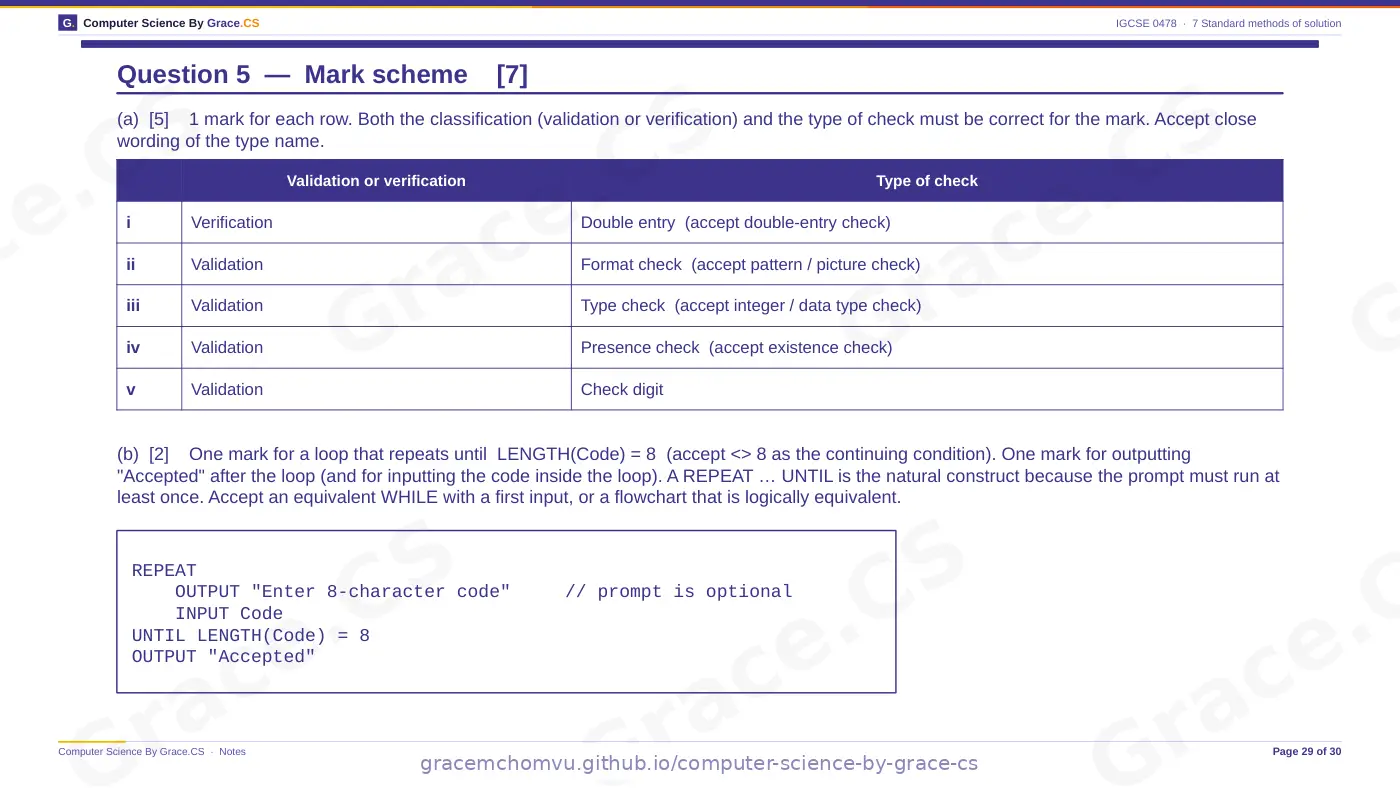 G. Computer Science By Grace.CS
IGCSE 0478 · 7 Standard methods of solution
Question 5 — Mark scheme [7]
(a) [5] 1 mark for each row. Both the classification (validation or verification) and the type of check must be correct for the mark. Accept close
wording of the type name.
Validation or verification Type of check
i Verification Double entry (accept double-entry check)
ii Validation Format check (accept pattern / picture check)
iii Validation Type check (accept integer / data type check)
iv Validation Presence check (accept existence check)
v Validation Check digit
(b) [2] One mark for a loop that repeats until LENGTH(Code) = 8 (accept <> 8 as the continuing condition). One mark for outputting
"Accepted" after the loop (and for inputting the code inside the loop). A REPEAT … UNTIL is the natural construct because the prompt must run at
least once. Accept an equivalent WHILE with a first input, or a flowchart that is logically equivalent.
REPEAT
    OUTPUT "Enter 8-character code"     // prompt is optional
    INPUT Code
UNTIL LENGTH(Code) = 8
OUTPUT "Accepted"
Computer Science By Grace.CS · Notes
Page 29 of 30
gracemchomvu.github.io/computer-science-by-grace-cs
Grace.CS